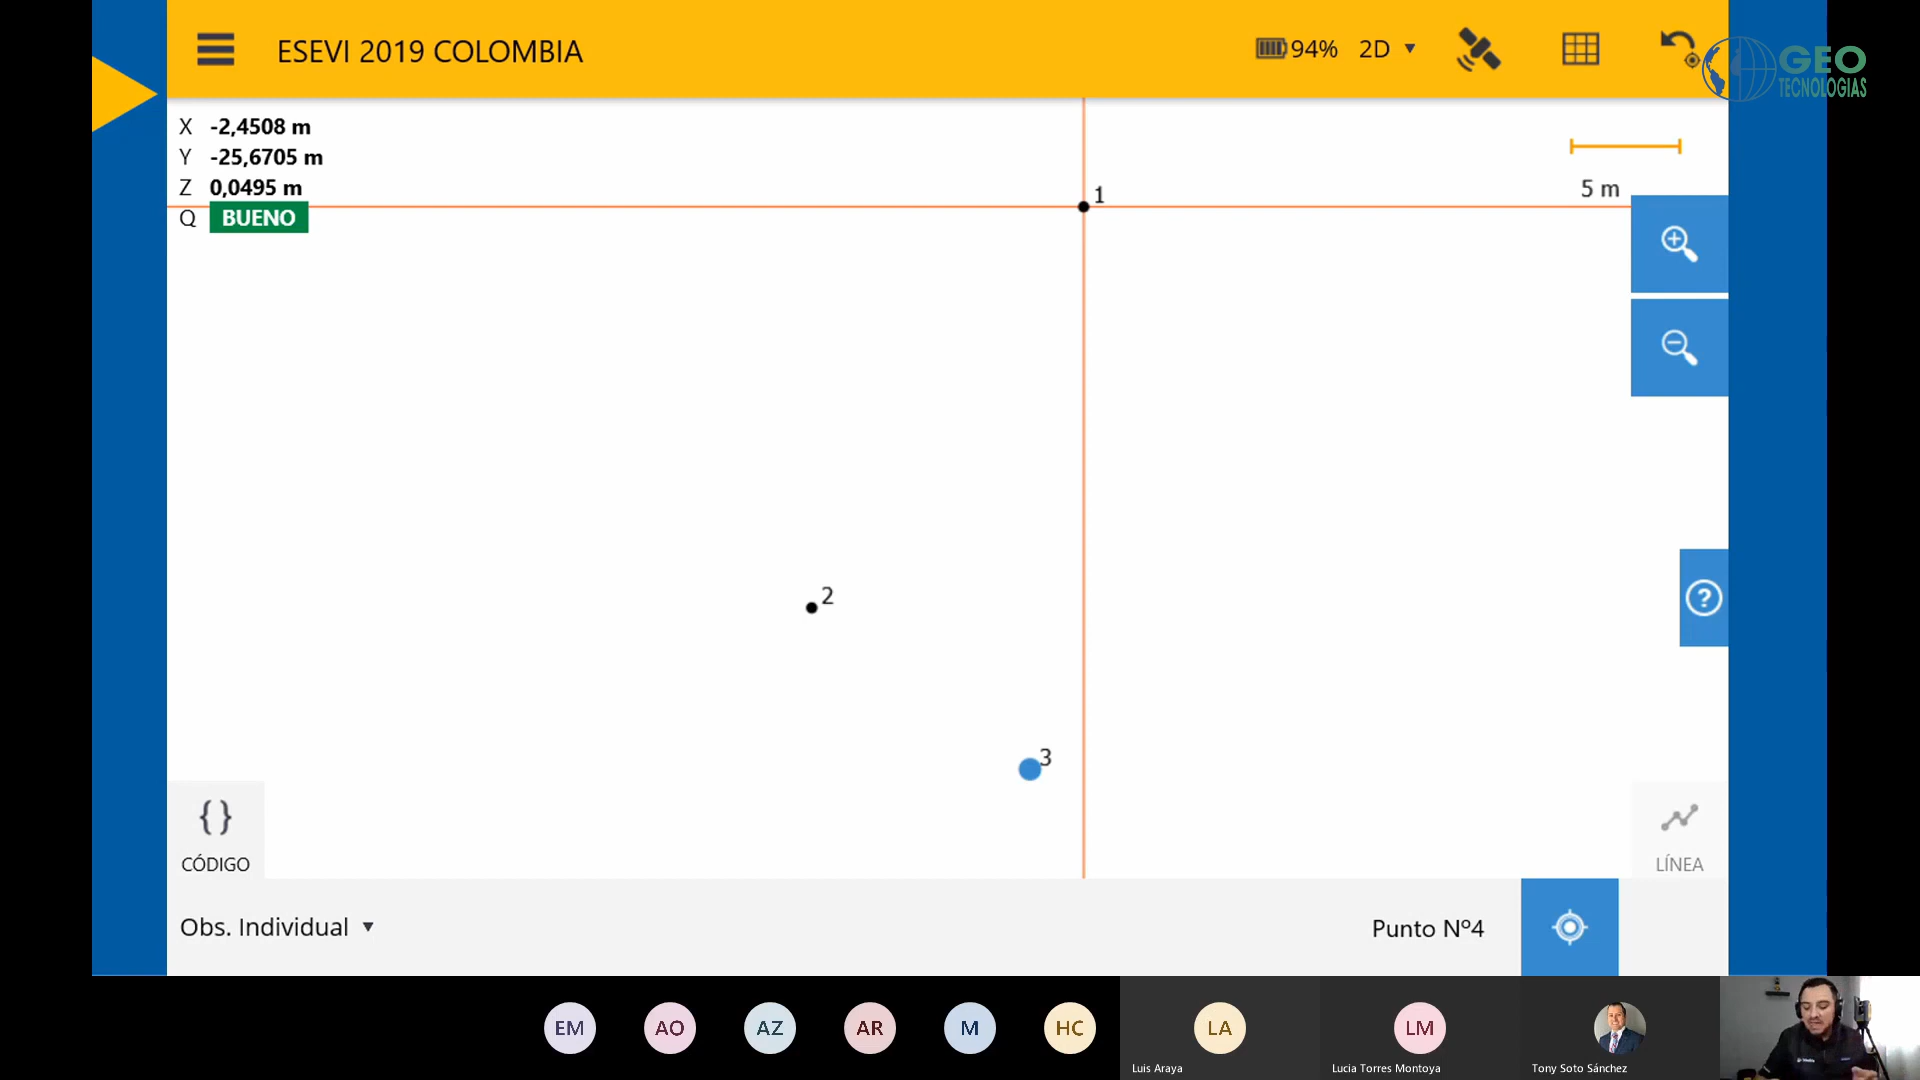 ESEVI 2019 COLOMBIA
94% 2D
GEO
TECNOLOGIAS
X -2,4508 m
Y -25,6705 m
Z 0,0495 m
Q BUENO
5 m
1
2
3
{ }
CÓDIGO
LÍNEA
Obs. Individual
Punto Nº4
EM
AO
AZ
AR
M
HC
LA
LM
Luis Araya
Lucia Torres Montoya
Tony Soto Sánchez